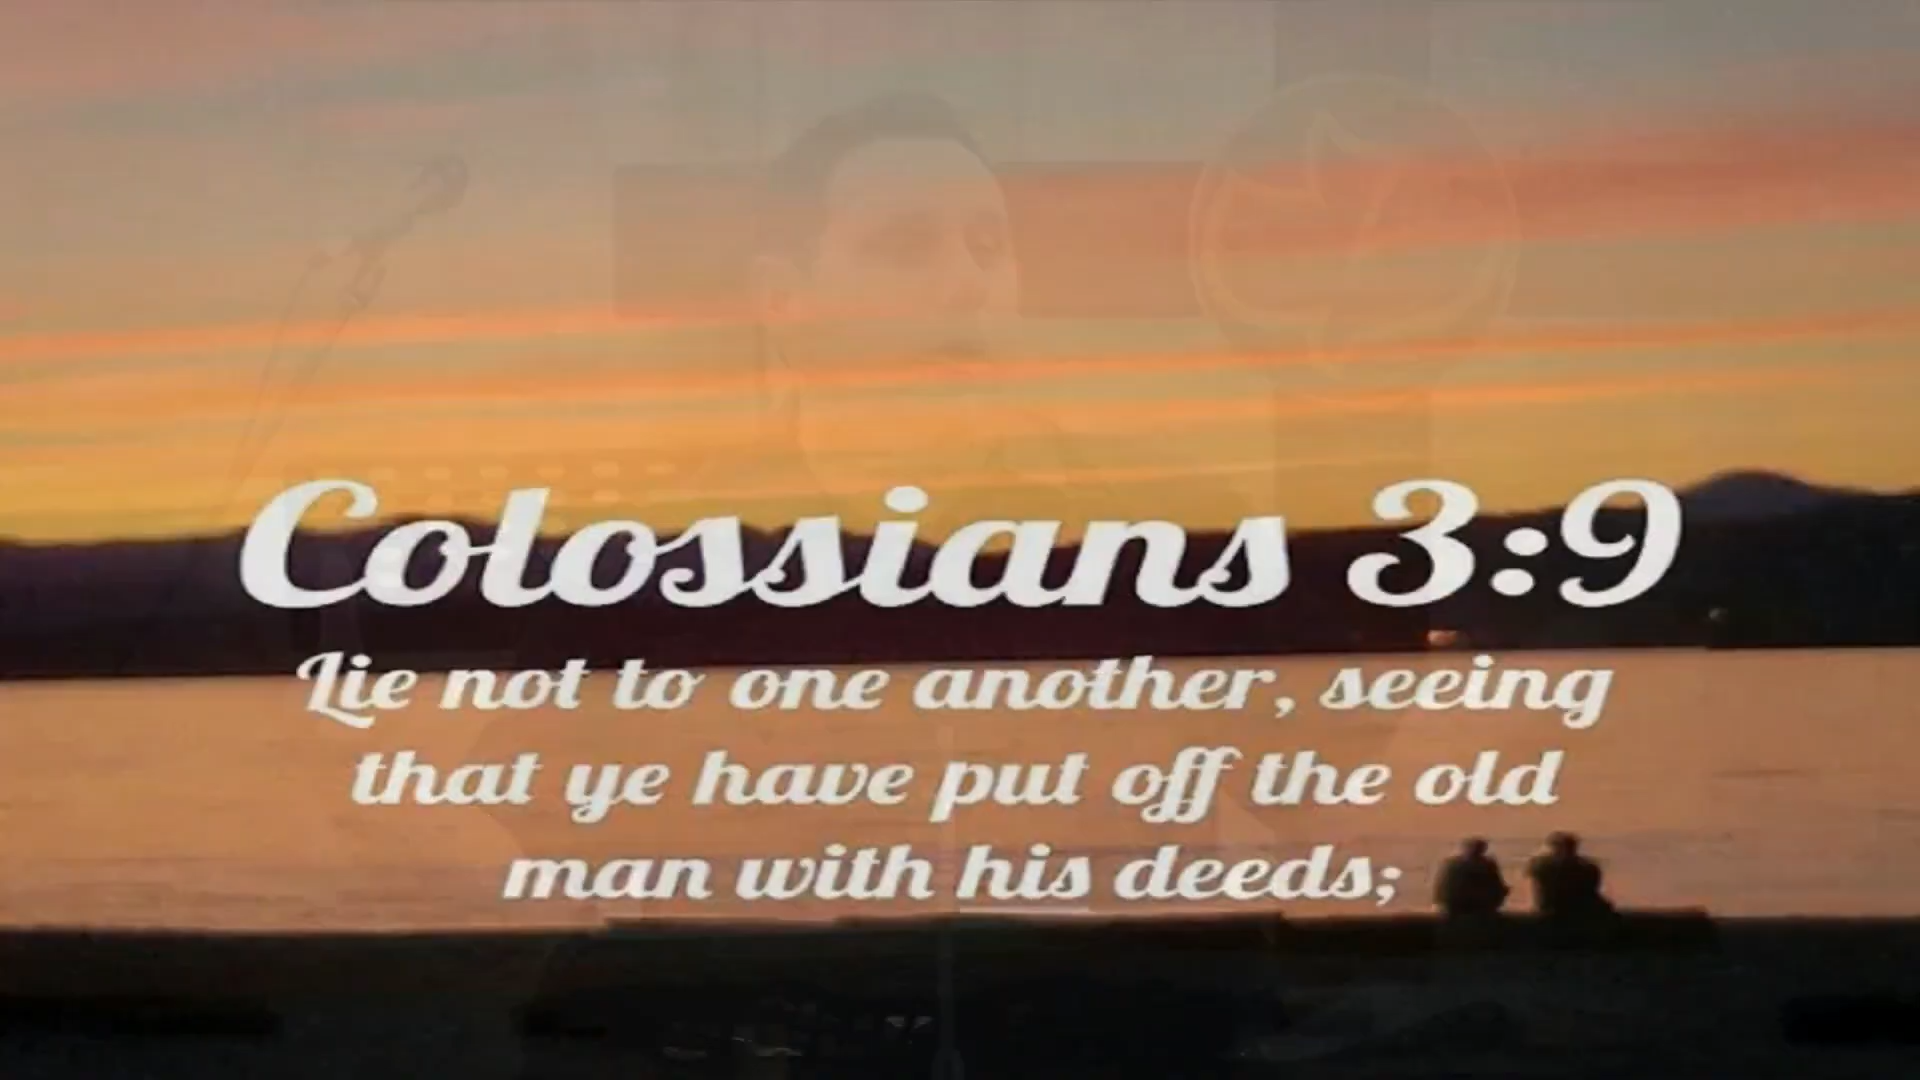 Colossians 3:9
Lie not to one another, seeing
that ye have put off the old
man with his deeds;